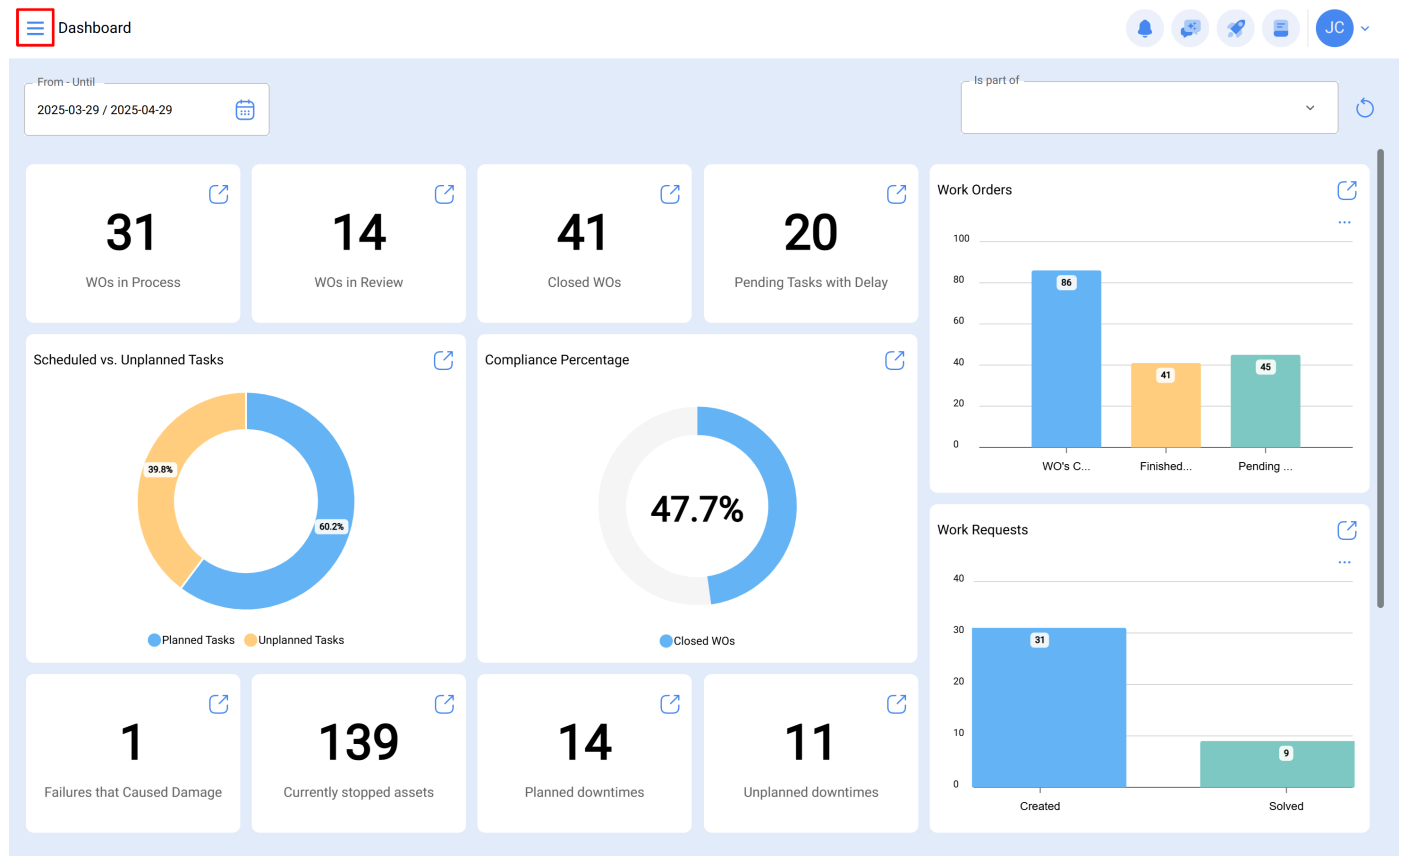 Dashboard
JC
From - Until
2025-03-29 / 2025-04-29
Is part of
31
WOs in Process
14
WOs in Review
41
Closed WOs
20
Pending Tasks with Delay
Work Orders
...
100
80
60
40
20
0
86
41
45
WO's C...
Finished...
Pending ...
Scheduled vs. Unplanned Tasks
39.8%
60.2%
Planned Tasks
Unplanned Tasks
Compliance Percentage
47.7%
Closed WOs
Work Requests
...
40
30
20
10
0
31
9
Created
Solved
1
Failures that Caused Damage
139
Currently stopped assets
14
Planned downtimes
11
Unplanned downtimes